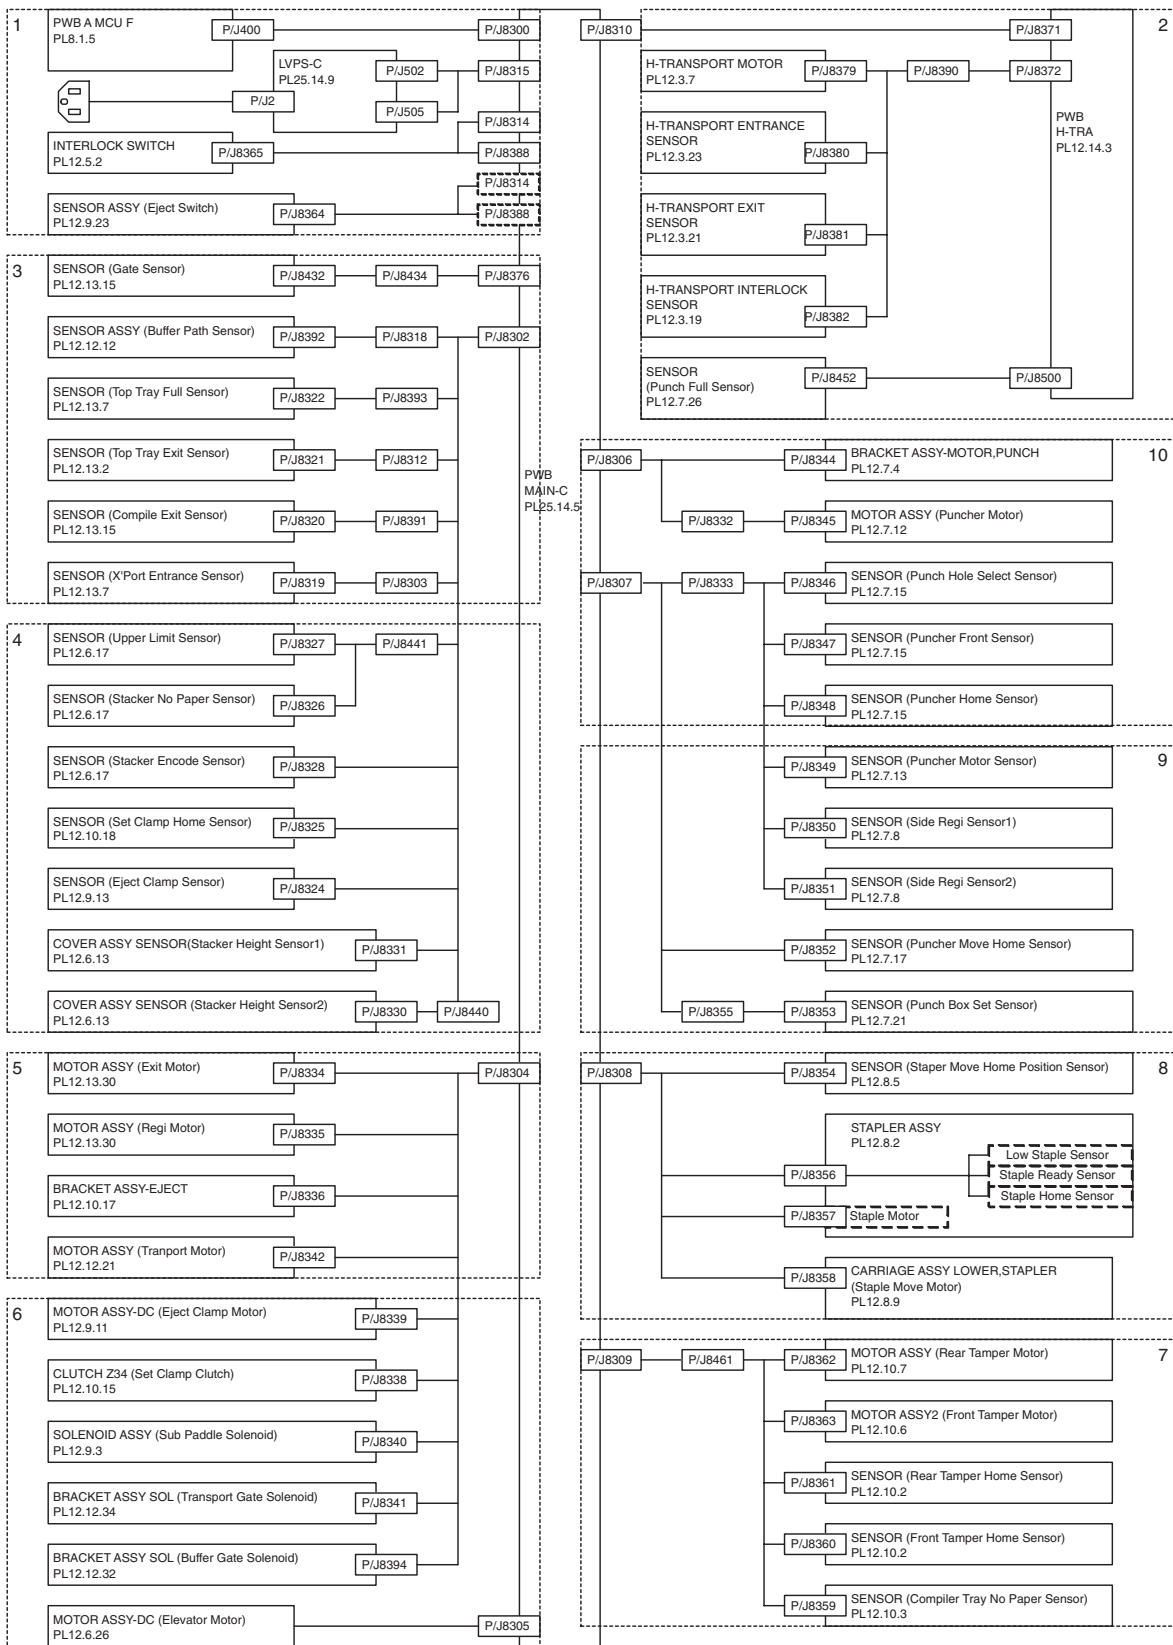 1
PWB A MCU F
PL8.1.5
P/J400
P/J8300
LVPS-C
PL25.14.9
P/J502
P/J8315
P/J2
P/J505
P/J8314
INTERLOCK SWITCH
PL12.5.2
P/J8365
P/J8388
P/J8314
SENSOR ASSY (Eject Switch)
PL12.9.23
P/J8364
P/J8388
3
SENSOR (Gate Sensor)
PL12.13.15
P/J8432
P/J8434
P/J8376
SENSOR ASSY (Buffer Path Sensor)
PL12.12.12
P/J8392
P/J8318
P/J8302
SENSOR (Top Tray Full Sensor)
PL12.13.7
P/J8322
P/J8393
SENSOR (Top Tray Exit Sensor)
PL12.13.2
P/J8321
P/J8312
PWB
MAIN-C
PL25.14.5
SENSOR (Compile Exit Sensor)
PL12.13.15
P/J8320
P/J8391
SENSOR (X'Port Entrance Sensor)
PL12.13.7
P/J8319
P/J8303
4
SENSOR (Upper Limit Sensor)
PL12.6.17
P/J8327
P/J8441
SENSOR (Stacker No Paper Sensor)
PL12.6.17
P/J8326
SENSOR (Stacker Encode Sensor)
PL12.6.17
P/J8328
SENSOR (Set Clamp Home Sensor)
PL12.10.18
P/J8325
SENSOR (Eject Clamp Sensor)
PL12.9.13
P/J8324
COVER ASSY SENSOR(Stacker Height Sensor1)
PL12.6.13
P/J8331
COVER ASSY SENSOR (Stacker Height Sensor2)
PL12.6.13
P/J8330
P/J8440
5
MOTOR ASSY (Exit Motor)
PL12.13.30
P/J8334
P/J8304
MOTOR ASSY (Regi Motor)
PL12.13.30
P/J8335
BRACKET ASSY-EJECT
PL12.10.17
P/J8336
MOTOR ASSY (Tranport Motor)
PL12.12.21
P/J8342
6
MOTOR ASSY-DC (Eject Clamp Motor)
PL12.9.11
P/J8339
CLUTCH Z34 (Set Clamp Clutch)
PL12.10.15
P/J8338
SOLENOID ASSY (Sub Paddle Solenoid)
PL12.9.3
P/J8340
BRACKET ASSY SOL (Transport Gate Solenoid)
PL12.12.34
P/J8341
BRACKET ASSY SOL (Buffer Gate Solenoid)
PL12.12.32
P/J8394
MOTOR ASSY-DC (Elevator Motor)
PL12.6.26
P/J8305
2
P/J8310
P/J8371
H-TRANSPORT MOTOR
PL12.3.7
P/J8379
P/J8390
P/J8372
PWB
H-TRA
PL12.14.3
H-TRANSPORT ENTRANCE
SENSOR
PL12.3.23
P/J8380
H-TRANSPORT EXIT
SENSOR
PL12.3.21
P/J8381
H-TRANSPORT INTERLOCK
SENSOR
PL12.3.19
P/J8382
SENSOR
(Punch Full Sensor)
PL12.7.26
P/J8452
P/J8500
10
P/J8306
P/J8344
BRACKET ASSY-MOTOR,PUNCH
PL12.7.4
P/J8332
P/J8345
MOTOR ASSY (Puncher Motor)
PL12.7.12
P/J8307
P/J8333
P/J8346
SENSOR (Punch Hole Select Sensor)
PL12.7.15
P/J8347
SENSOR (Puncher Front Sensor)
PL12.7.15
P/J8348
SENSOR (Puncher Home Sensor)
PL12.7.15
9
P/J8349
SENSOR (Puncher Motor Sensor)
PL12.7.13
P/J8350
SENSOR (Side Regi Sensor1)
PL12.7.8
P/J8351
SENSOR (Side Regi Sensor2)
PL12.7.8
P/J8352
SENSOR (Puncher Move Home Sensor)
PL12.7.17
P/J8355
P/J8353
SENSOR (Punch Box Set Sensor)
PL12.7.21
8
P/J8308
P/J8354
SENSOR (Staper Move Home Position Sensor)
PL12.8.5
STAPLER ASSY
PL12.8.2
Low Staple Sensor
P/J8356
Staple Ready Sensor
Staple Home Sensor
P/J8357
Staple Motor
P/J8358
CARRIAGE ASSY LOWER,STAPLER
(Staple Move Motor)
PL12.8.9
7
P/J8309
P/J8461
P/J8362
MOTOR ASSY (Rear Tamper Motor)
PL12.10.7
P/J8363
MOTOR ASSY2 (Front Tamper Motor)
PL12.10.6
P/J8361
SENSOR (Rear Tamper Home Sensor)
PL12.10.2
P/J8360
SENSOR (Front Tamper Home Sensor)
PL12.10.2
P/J8359
SENSOR (Compiler Tray No Paper Sensor)
PL12.10.3